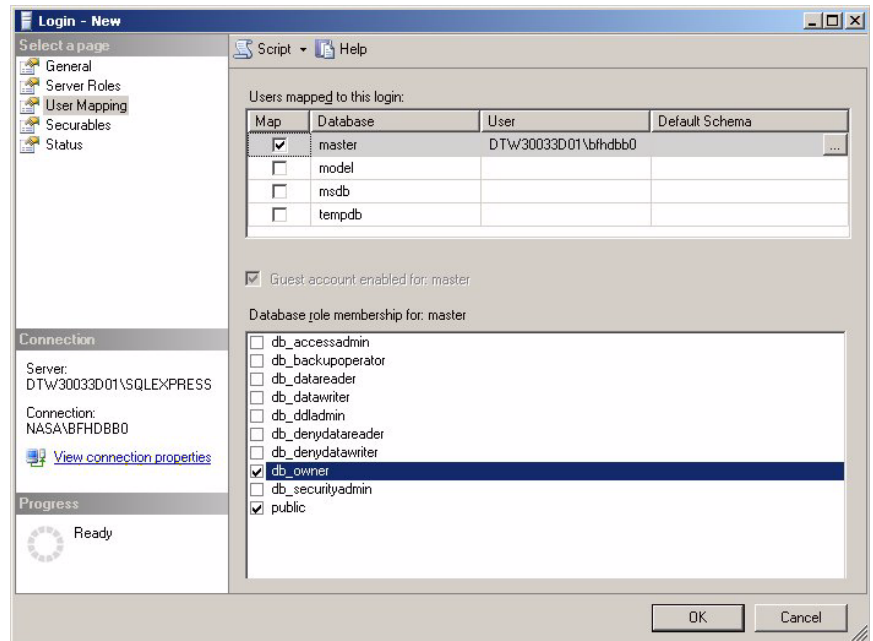 Login - New
Select a page
General
Server Roles
User Mapping
Securables
Status
Script
Help
Users mapped to this login:
Map Database User Default Schema
master DTW30033D01\bfhdbb0 ...
model
msdb
tempdb
Guest account enabled for: master
Database role membership for: master
db_accessadmin
db_backupoperator
db_datareader
db_datawriter
db_ddladmin
db_denydatareader
db_denydatawriter
db_owner
db_securityadmin
public
Connection
Server:
DTW30033D01\SQLEXPRESS
Connection:
NASA\BFHDBB0
View connection properties
Progress
Ready
OK
Cancel